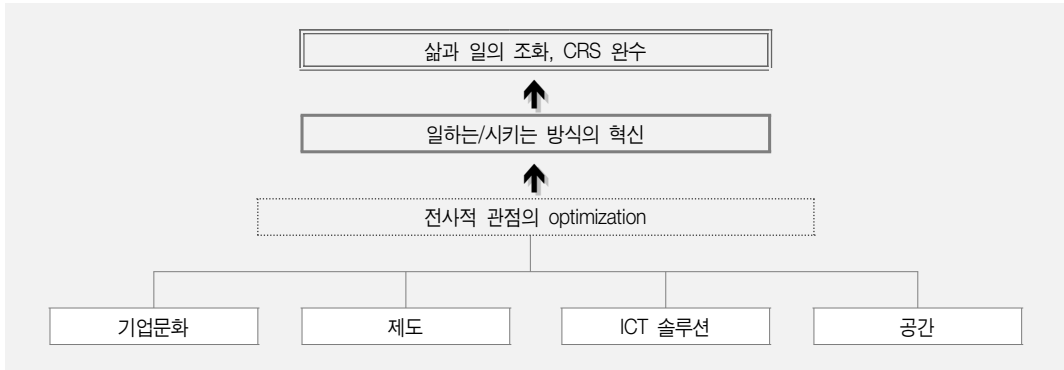 삶과 일의 조화, CRS 완수
일하는/시키는 방식의 혁신
전사적 관점의 optimization
기업문화
제도
ICT 솔루션
공간